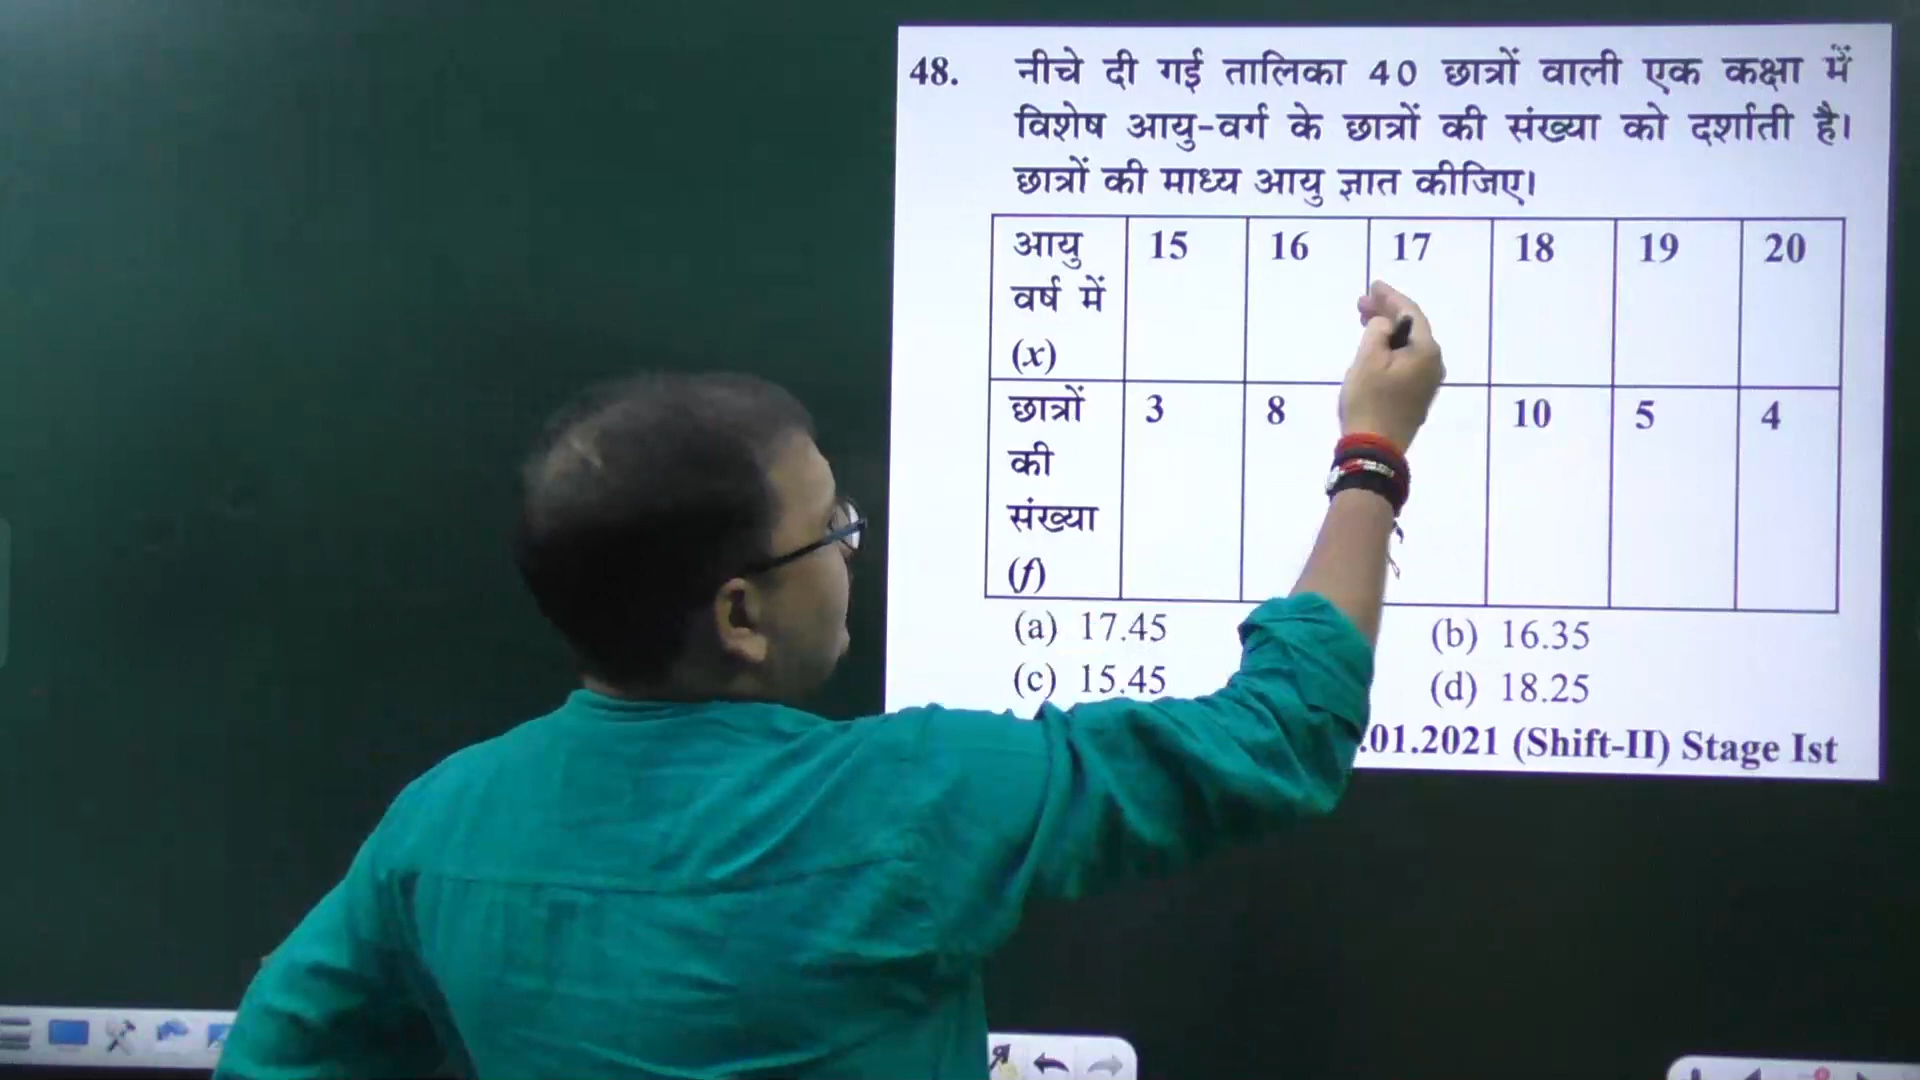 48. नीचे दी गई तालिका 40 छात्रों वाली एक कक्षा में
विशेष आयु-वर्ग के छात्रों की संख्या को दर्शाती है।
छात्रों की माध्य आयु ज्ञात कीजिए।
आयु वर्ष में (x) 15 16 17 18 19 20
छात्रों की संख्या (f) 3 8 10 5 4
(a) 17.45 (b) 16.35
(c) 15.45 (d) 18.25
.01.2021 (Shift-II) Stage Ist